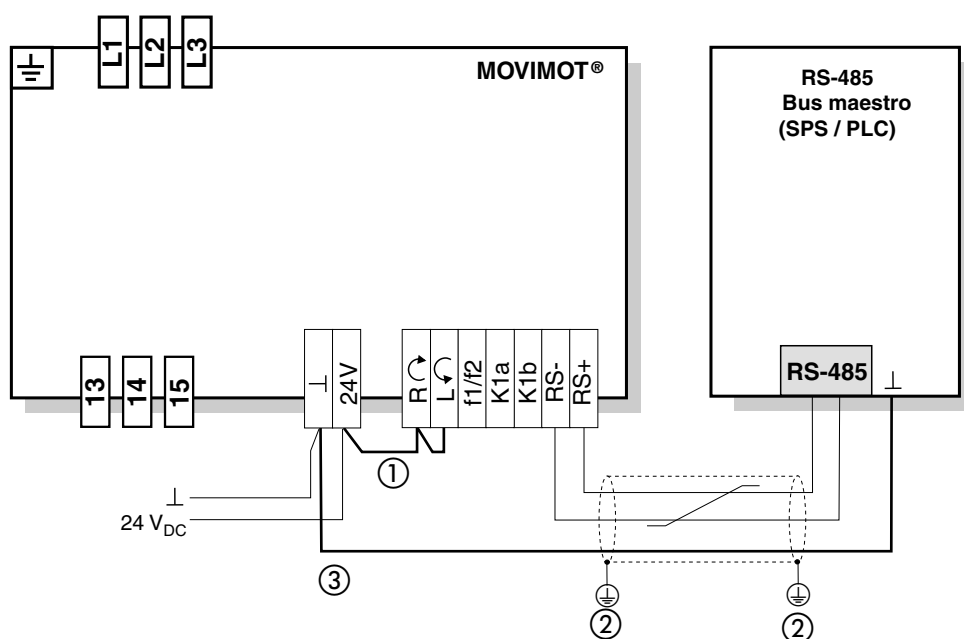 L1 L2 L3
MOVIMOT®
RS-485
Bus maestro
(SPS / PLC)
13 14 15
⊥ 24V
R L f1/f2 K1a K1b RS- RS+
RS-485 ⊥
①
⊥
24 VDC
③
② ②